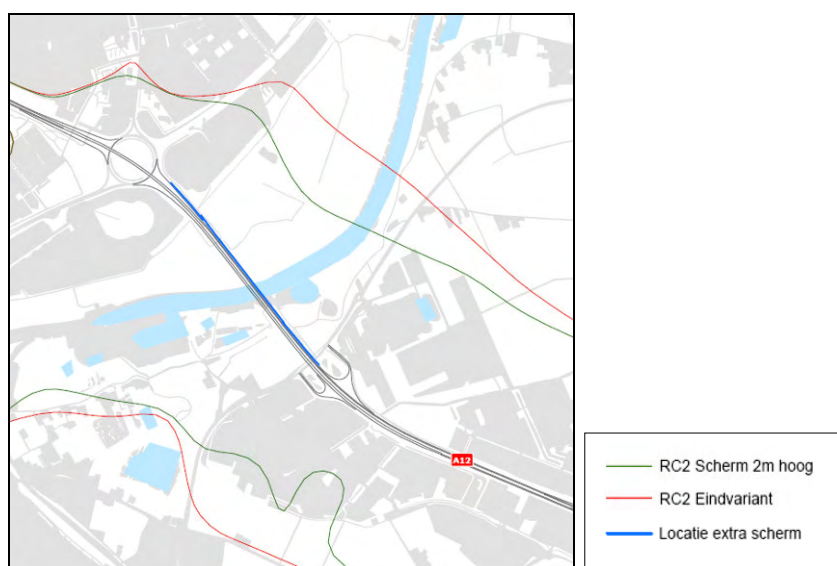 A12
RC2 Scherm 2m hoog
RC2 Eindvariant
Locatie extra scherm